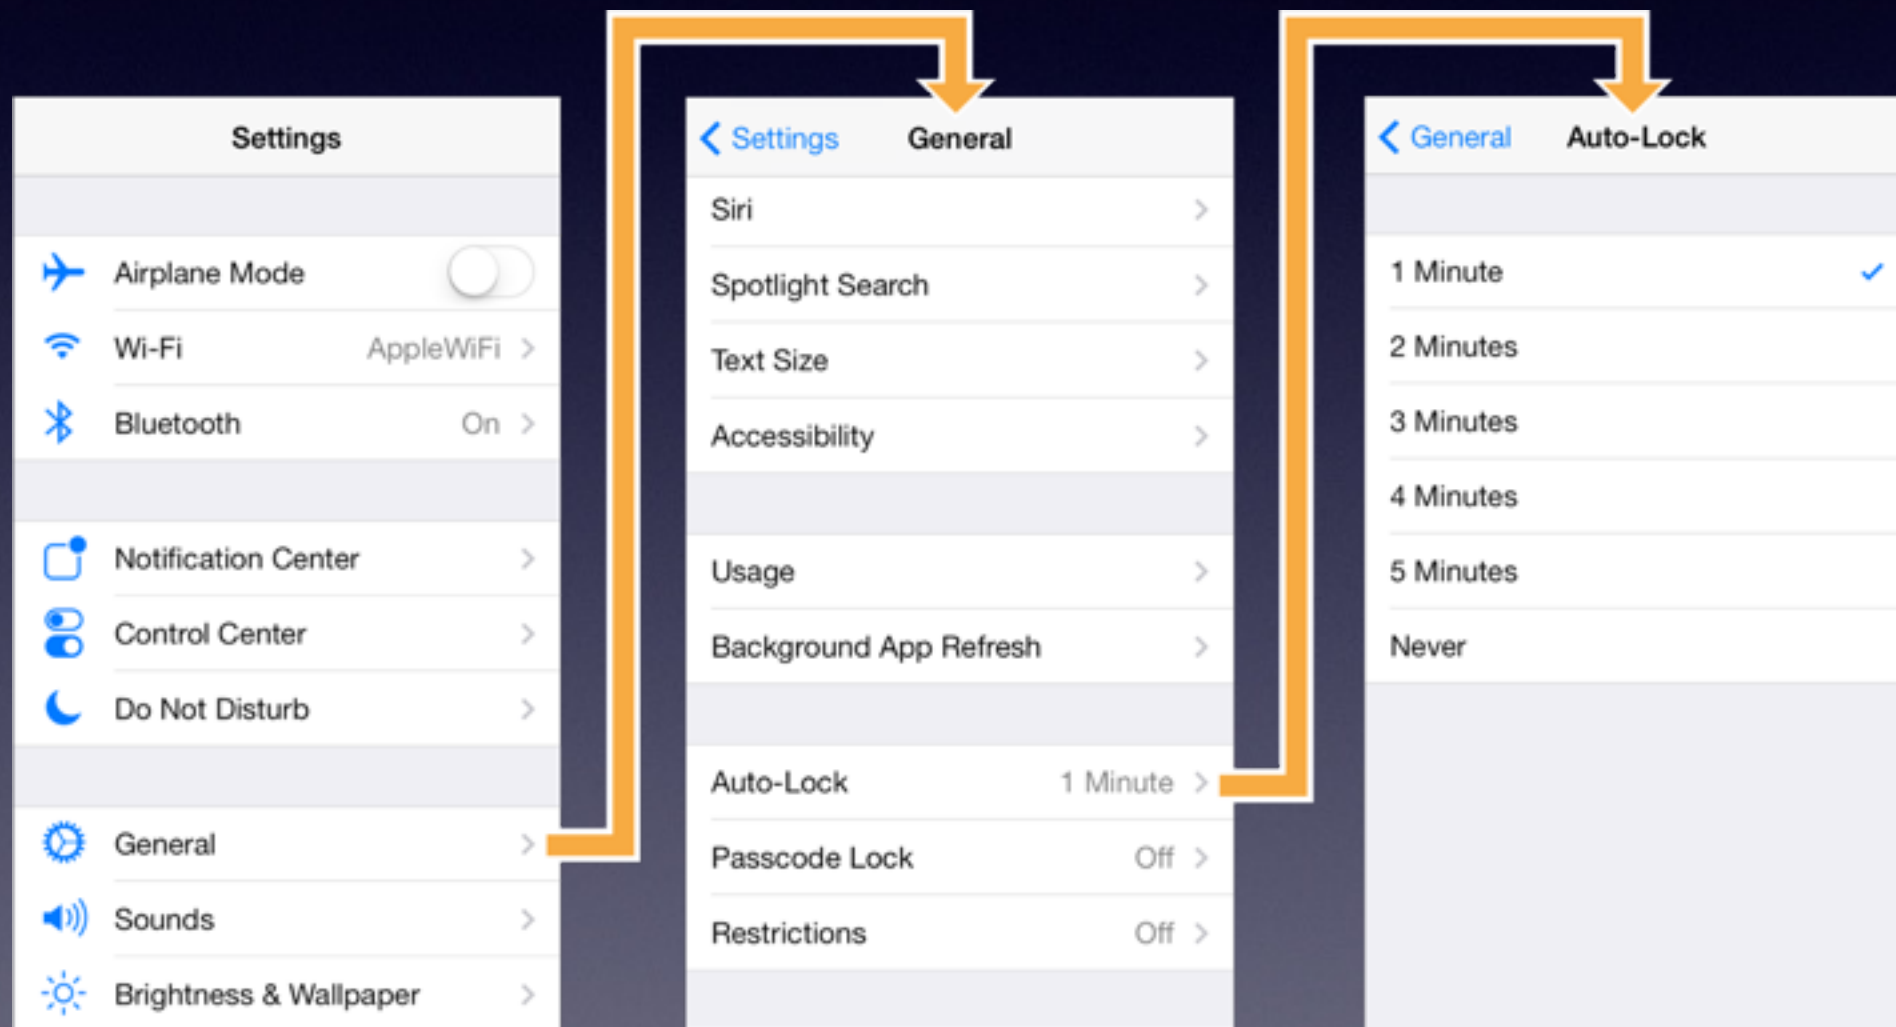 Settings
Airplane Mode
Wi-Fi AppleWiFi
Bluetooth On
Notification Center
Control Center
Do Not Disturb
General
Sounds
Brightness & Wallpaper
Settings General
Siri
Spotlight Search
Text Size
Accessibility
Usage
Background App Refresh
Auto-Lock 1 Minute
Passcode Lock Off
Restrictions Off
General Auto-Lock
1 Minute
2 Minutes
3 Minutes
4 Minutes
5 Minutes
Never